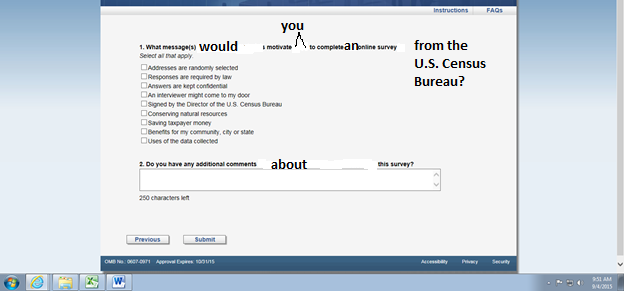 Instructions FAQs
1. What message(s) would s motivate you to complete an online survey from the U.S. Census Bureau?
Select all that apply.
Addresses are randomly selected
Responses are required by law
Answers are kept confidential
An interviewer might come to my door
Signed by the Director of the U.S. Census Bureau
Conserving natural resources
Saving taxpayer money
Benefits for my community, city or state
Uses of the data collected
2. Do you have any additional comments about this survey?
250 characters left
Previous Submit
OMB No.: 0607-0971 Approval Expires: 10/31/15 Accessibility Privacy Security
9:51 AM
9/4/2015